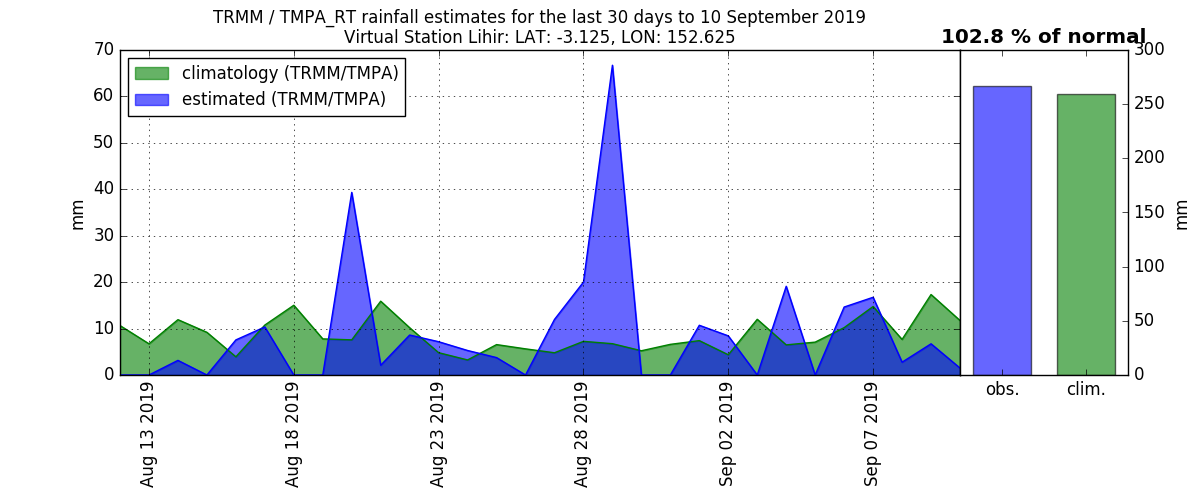 TRMM / TMPA_RT rainfall estimates for the last 30 days to 10 September 2019
Virtual Station Lihir: LAT: -3.125, LON: 152.625
102.8 % of normal
climatology (TRMM/TMPA)
estimated (TRMM/TMPA)
mm
70
60
50
40
30
20
10
0
Aug 13 2019
Aug 18 2019
Aug 23 2019
Aug 28 2019
Sep 02 2019
Sep 07 2019
obs.
clim.
300
250
200
150
100
50
0
mm